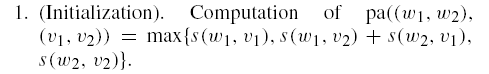 1. (Initialization). Computation of pa((w₁, w₂),
(v₁, v₂)) = max{s(w₁, v₁), s(w₁, v₂) + s(w₂, v₁),
s(w₂, v₂)}.